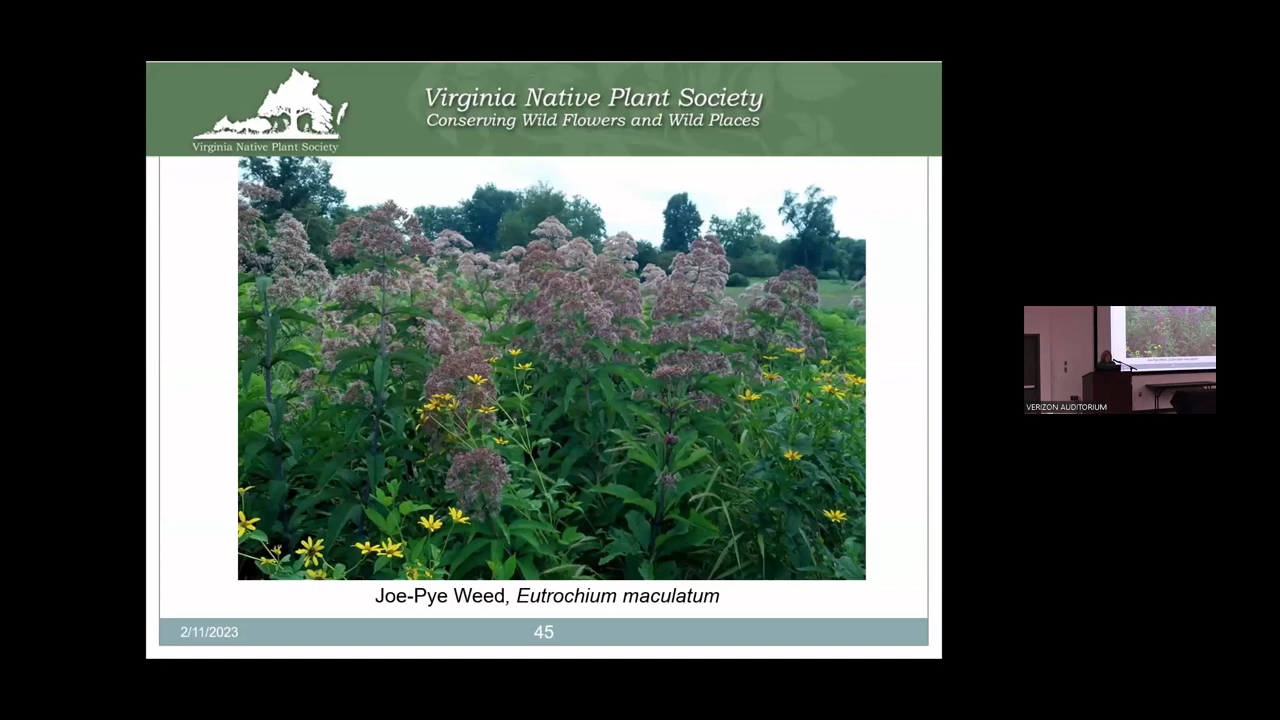 Virginia Native Plant Society
Conserving Wild Flowers and Wild Places
Virginia Native Plant Society
Joe-Pye Weed, Eutrochium maculatum
2/11/2023
45
VERIZON AUDITORIUM